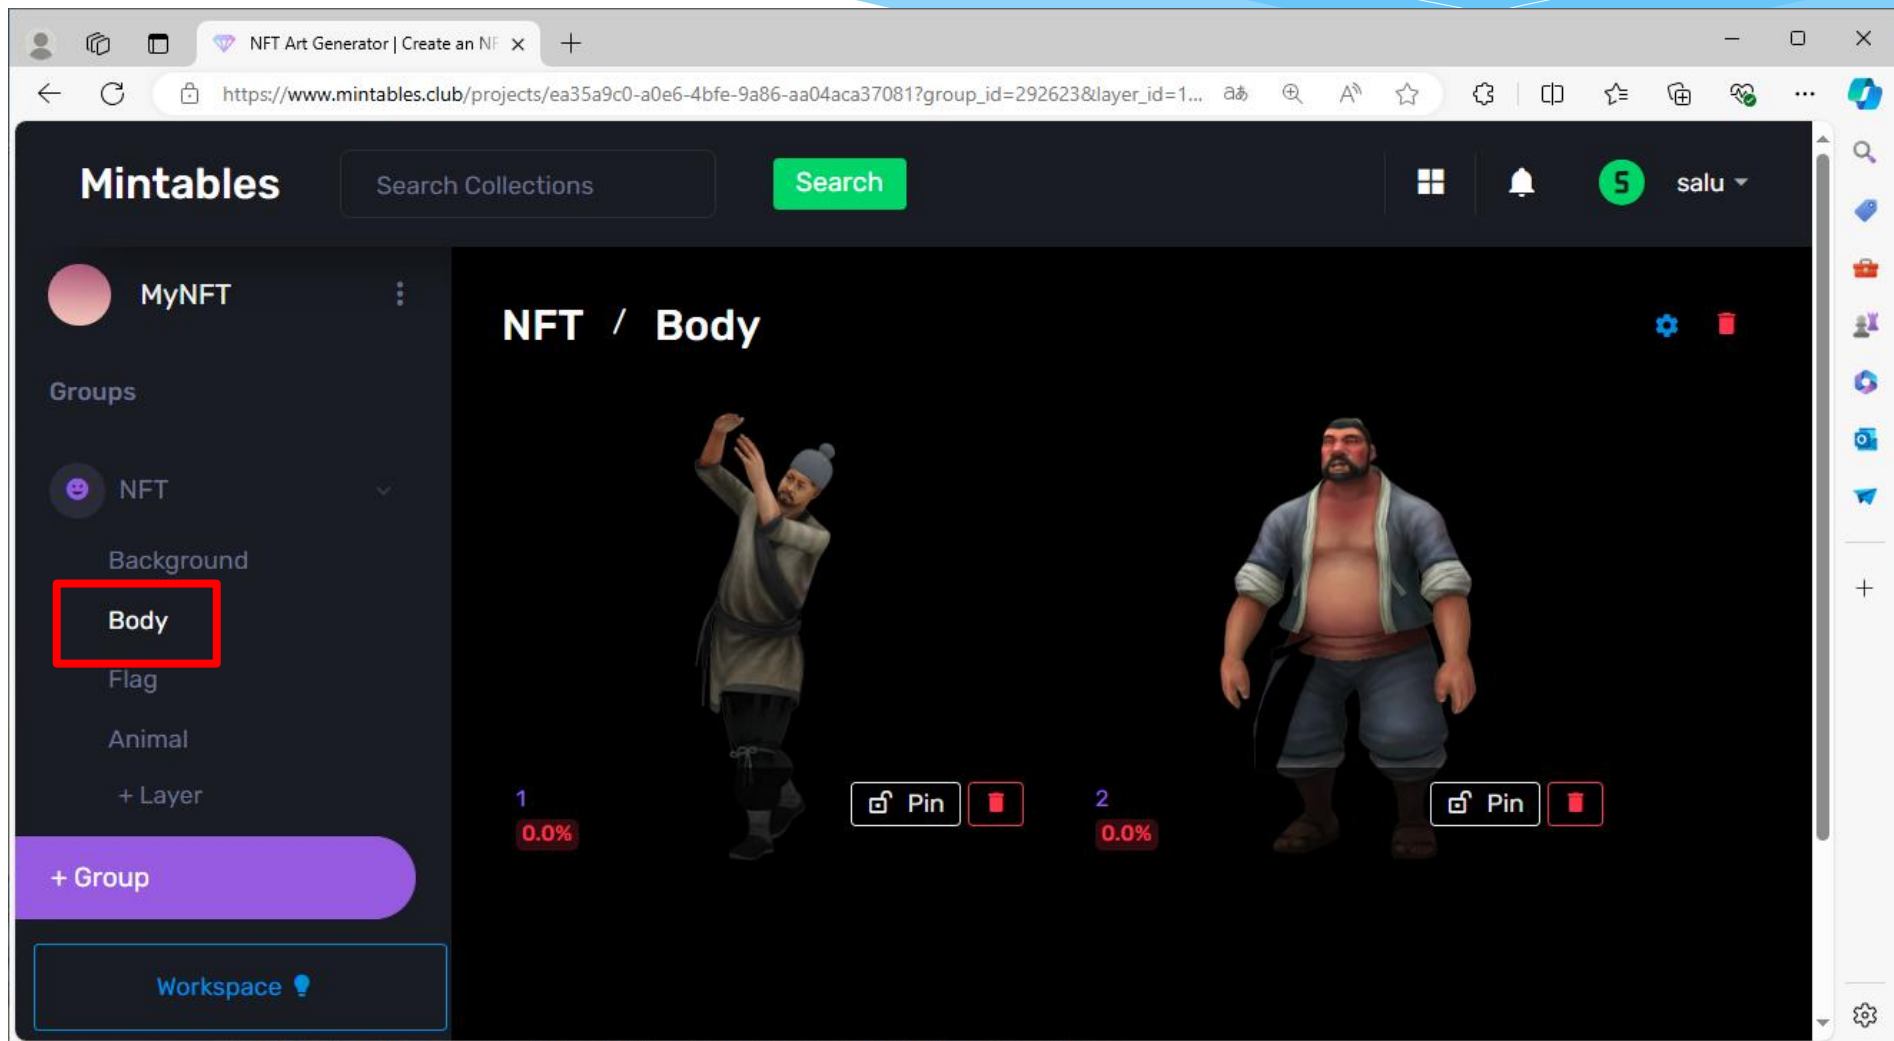 NFT Art Generator | Create an NF
https://www.mintables.club/projects/ea35a9c0-a0e6-4bfe-9a86-aa04aca37081?group_id=292623&layer_id=1...
aあ
Mintables
Search Collections
Search
S
salu
MyNFT
NFT / Body
Groups
NFT
Background
Body
Flag
Animal
+ Layer
1
0.0%
Pin
2
0.0%
Pin
+ Group
Workspace